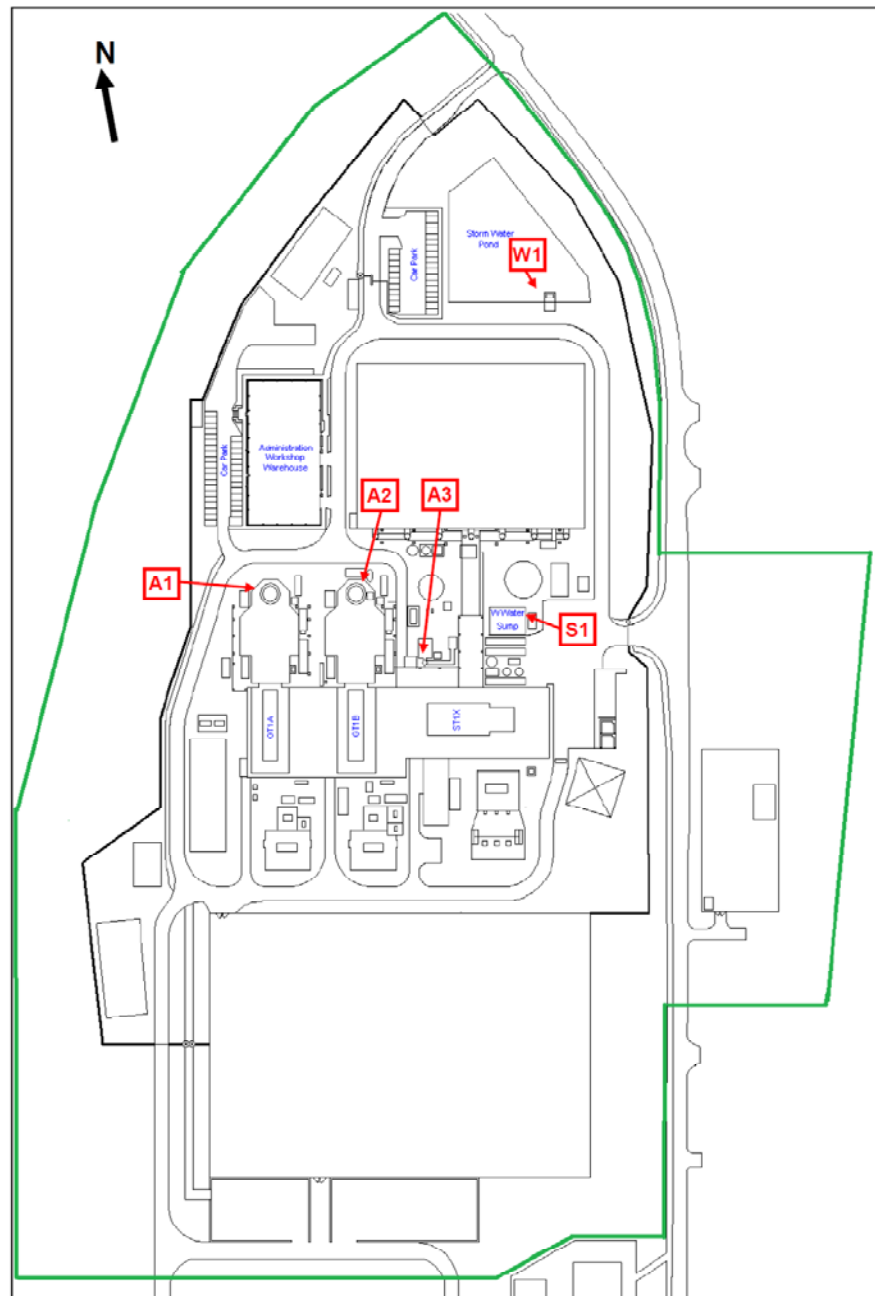 N
Storm Water
Pond
W1
Car Park
Car Park
Administration
Workshop
Warehouse
A2
A3
A1
W Water
Sump
S1
GT1A
GT1B
ST1X